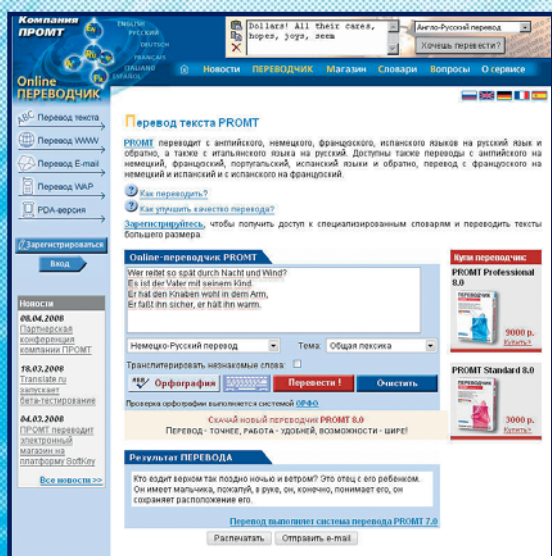 Компания
ПРОМТ
ENGLISH
РУССКИЙ
DEUTSCH
FRANCAIS
ITALIANO
ESPAÑOL
En
Ru
Online
ПЕРЕВОДЧИК
Dollars! All their cares,
hopes, joys, seem
Англо-Русский перевод
Хочешь перевести?
Новости ПЕРЕВОДЧИК Магазин Словари Вопросы О сервисе
ABC Перевод текста
Перевод WWW
Перевод E-mail
Перевод WAP
PDA-версия
Зарегистрироваться
Вход
Новости
08.04.2008
Партнерская
конференция
компании ПРОМТ
18.03.2008
Translate.ru
запускает
бета-тестирование
04.03.2008
ПРОМТ переводит
электронный
магазин на
платформу SoftKey
Все новости >>
Перевод текста PROMT
PROMT переводит с английского, немецкого, французского, испанского языков на русский язык и
обратно, а также с итальянского языка на русский. Доступны также переводы с английского на
немецкий, французский, португальский, испанский языки и обратно, перевод с французского на
немецкий и испанский и с испанского на французский.
Как переводить?
Как улучшить качество перевода?
Зарегистрируйтесь, чтобы получить доступ к специализированным словарям и переводить тексты
большего размера.
Online-переводчик PROMT
Wer reitet so spät durch Nacht und Wind?
Es ist der Vater mit seinem Kind.
Er hat den Knaben wohl in dem Arm,
Er faßt ihn sicher, er hält ihn warm.
Немецко-Русский перевод Тема: Общая лексика
Транслитерировать незнакомые слова:
Орфография Перевести ! Очистить
Проверка орфографии выполняется системой ОРФО
СКАЧАЙ НОВЫЙ ПЕРЕВОДЧИК PROMT 8.0
ПЕРЕВОД - ТОЧНЕЕ, РАБОТА - УДОБНЕЙ, ВОЗМОЖНОСТИ - ШИРЕ!
Результат ПЕРЕВОДА
Кто ездит верхом так поздно ночью и ветром? Это отец с его ребенком.
Он имеет мальчика, пожалуй, в руке, он, конечно, понимает его, он
сохраняет расположение его.
Перевод выполняет система перевода PROMT 7.0
Распечатать Отправить e-mail
Купи переводчик:
PROMT Professional
8.0
9000 р.
Купить>
PROMT Standard 8.0
3000 р.
Купить>